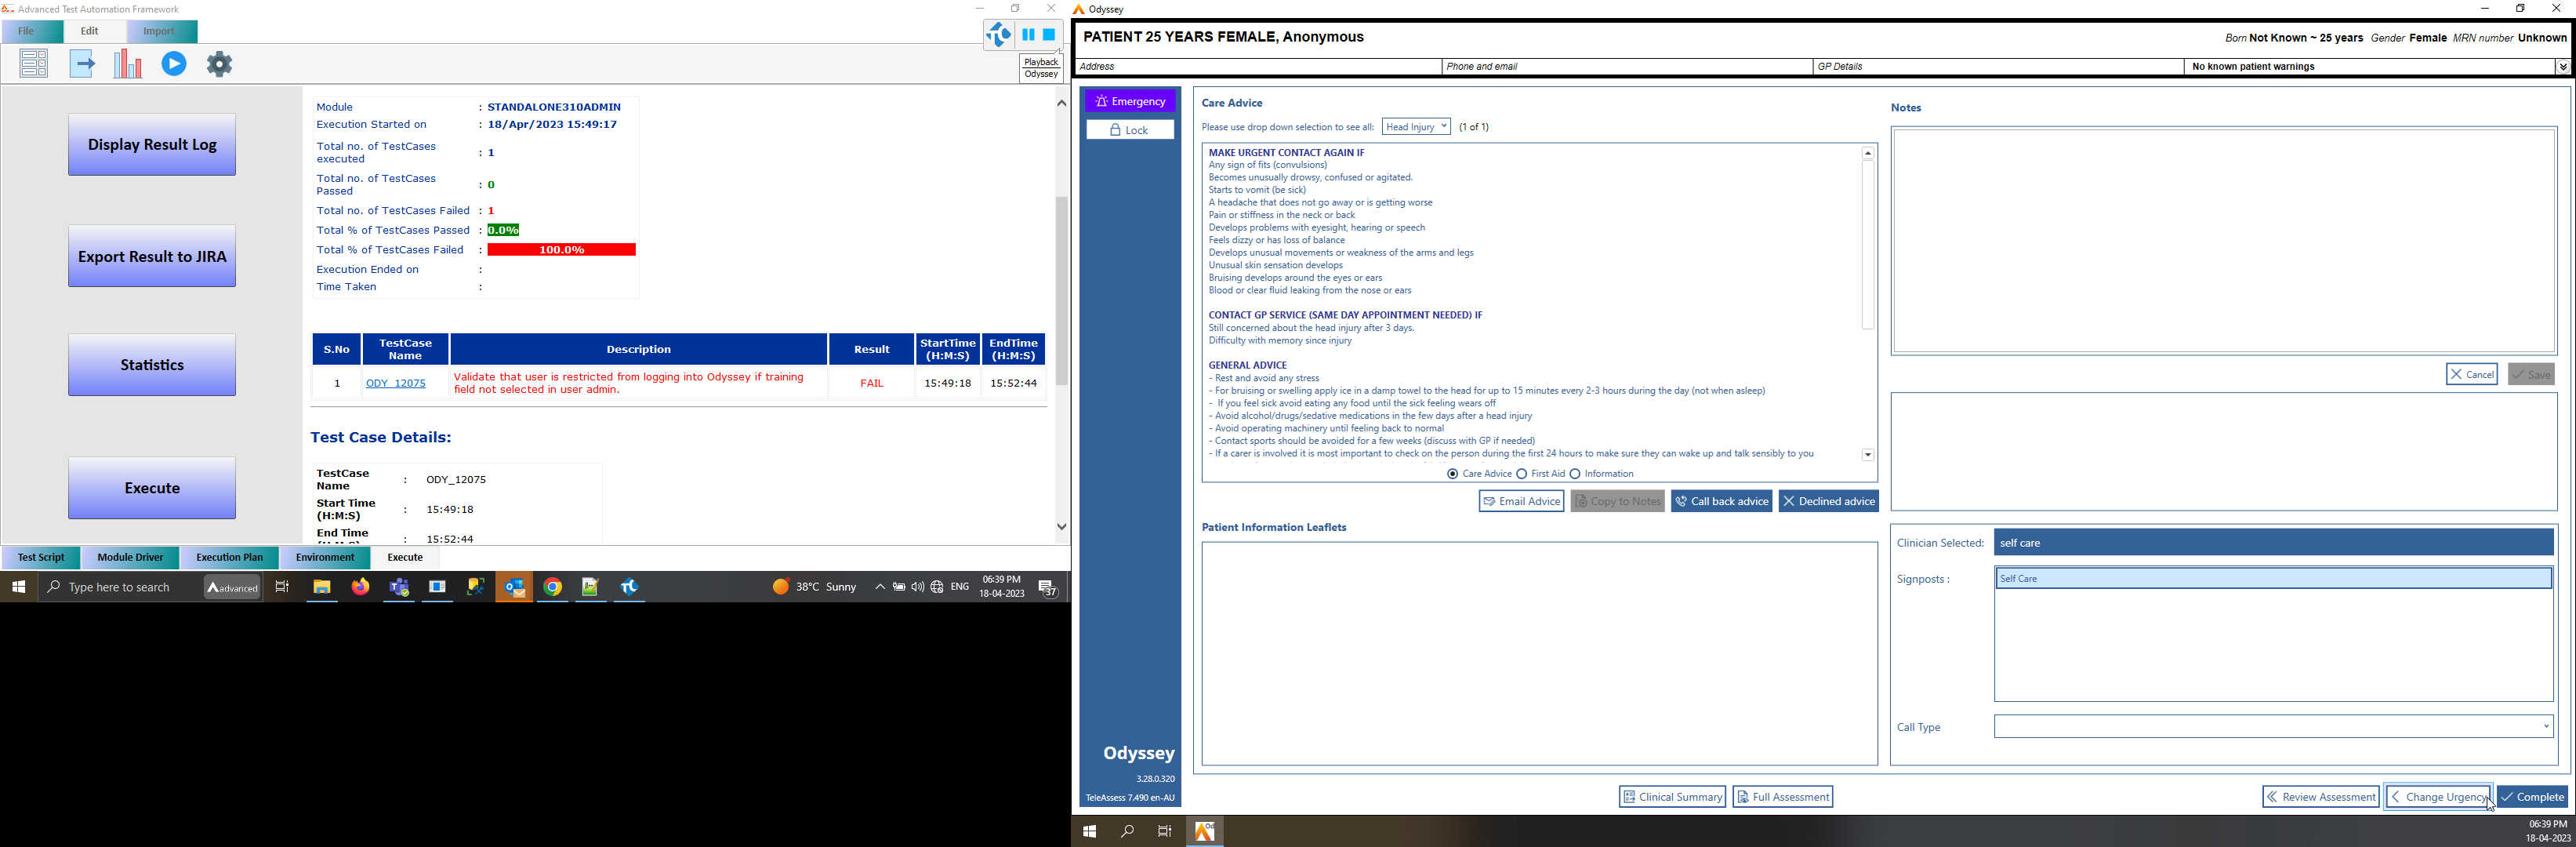 Advanced Test Automation Framework
File
Edit
Import
Playback
Odyssey
Display Result Log
Export Result to JIRA
Statistics
Execute
Module : STANDALONE310ADMIN
Execution Started on : 18/Apr/2023 15:49:17
Total no. of TestCases executed : 1
Total no. of TestCases Passed : 0
Total no. of TestCases Failed : 1
Total % of TestCases Passed : 0.0%
Total % of TestCases Failed : 100.0%
Execution Ended on :
Time Taken :
S.No TestCase Name Description Result StartTime (H:M:S) EndTime (H:M:S)
1 ODY_12075 Validate that user is restricted from logging into Odyssey if training field not selected in user admin. FAIL 15:49:18 15:52:44
Test Case Details:
TestCase Name : ODY_12075
Start Time (H:M:S) : 15:49:18
End Time : 15:52:44
Test Script
Module Driver
Execution Plan
Environment
Execute
Type here to search
advanced
38°C Sunny
ENG
06:39 PM
18-04-2023
37
Odyssey
PATIENT 25 YEARS FEMALE, Anonymous
Born Not Known ~ 25 years Gender Female MRN number Unknown
Address
Phone and email
GP Details
No known patient warnings
Emergency
Lock
Care Advice
Please use drop down selection to see all: Head Injury (1 of 1)
MAKE URGENT CONTACT AGAIN IF
Any sign of fits (convulsions)
Becomes unusually drowsy, confused or agitated.
Starts to vomit (be sick)
A headache that does not go away or is getting worse
Pain or stiffness in the neck or back
Develops problems with eyesight, hearing or speech
Feels dizzy or has loss of balance
Develops unusual movements or weakness of the arms and legs
Unusual skin sensation develops
Bruising develops around the eyes or ears
Blood or clear fluid leaking from the nose or ears
CONTACT GP SERVICE (SAME DAY APPOINTMENT NEEDED) IF
Still concerned about the head injury after 3 days.
Difficulty with memory since injury
GENERAL ADVICE
- Rest and avoid any stress
- For bruising or swelling apply ice in a damp towel to the head for up to 15 minutes every 2-3 hours during the day (not when asleep)
- If you feel sick avoid eating any food until the sick feeling wears off
- Avoid alcohol/drugs/sedative medications in the few days after a head injury
- Avoid operating machinery until feeling back to normal
- Contact sports should be avoided for a few weeks (discuss with GP if needed)
- If a carer is involved it is most important to check on the person during the first 24 hours to make sure they can wake up and talk sensibly to you
Care Advice
First Aid
Information
Email Advice
Copy to Notes
Call back advice
Declined advice
Patient Information Leaflets
Notes
Cancel
Save
Clinician Selected: self care
Signposts : Self Care
Call Type
Odyssey
3.28.0.320
TeleAssess 7.490 en-AU
Clinical Summary
Full Assessment
Review Assessment
Change Urgency
Complete
06:39 PM
18-04-2023